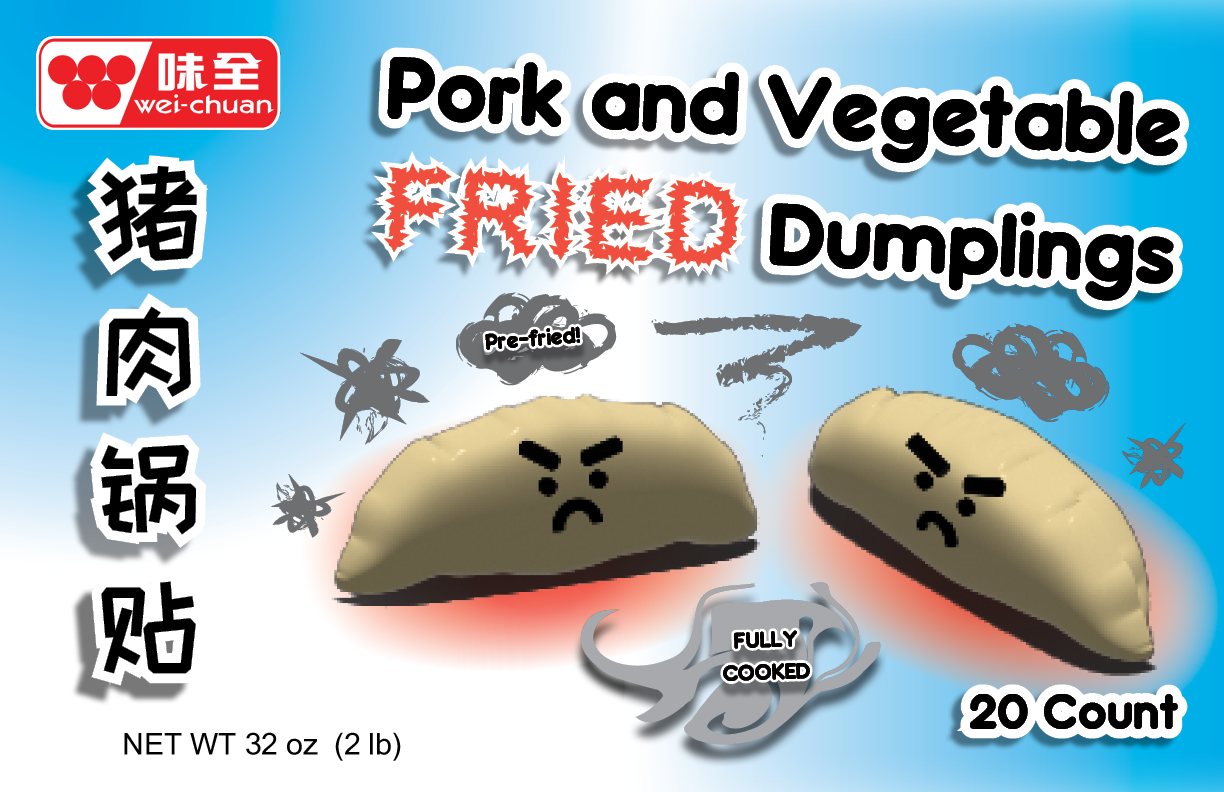 味全
wei-chuan
Pork and Vegetable
FRIED Dumplings
猪
肉
锅
贴
Pre-fried!
FULLY
COOKED
20 Count
NET WT 32 oz (2 lb)